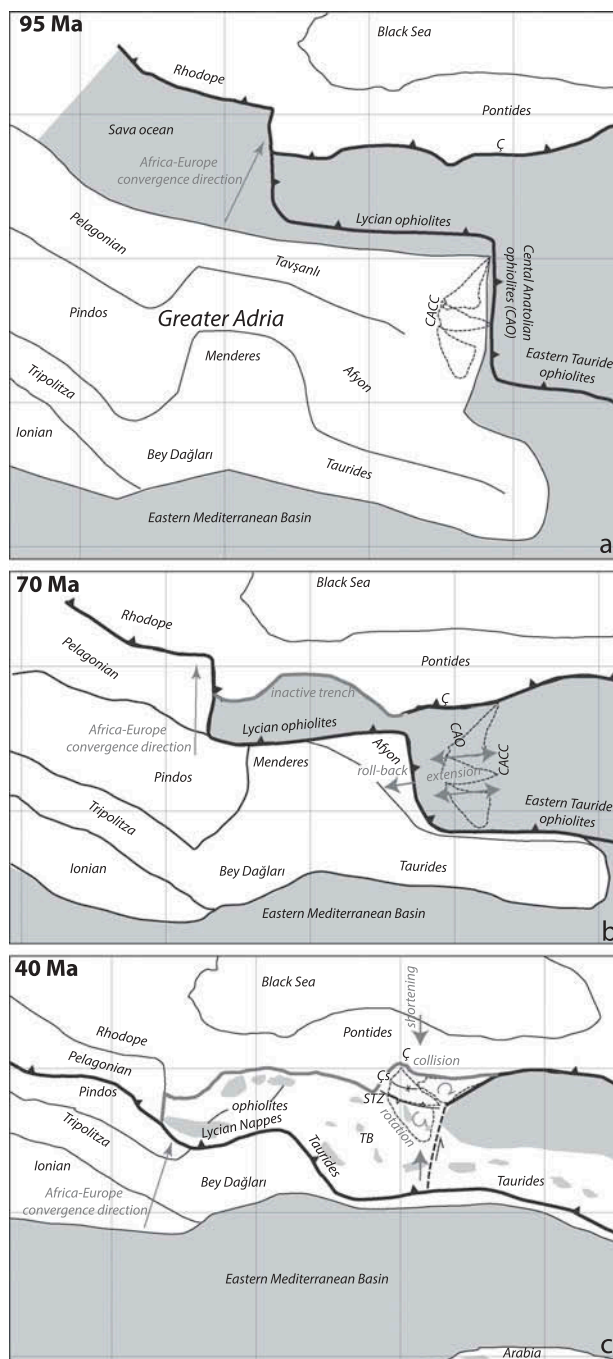 95 Ma
Black Sea
Rhodope
Pontides
Sava ocean
Ç
Africa-Europe
convergence direction
Lycian ophiolites
Pelagonian
Tavşanlı
Cental Anatolian
ophiolites (CAO)
CACC
Pindos
Greater Adria
Menderes
Afyon
Eastern Tauride
ophiolites
Tripolitza
Ionian
Bey Dağları
Taurides
Eastern Mediterranean Basin
a
70 Ma
Black Sea
Rhodope
Pelagonian
Pontides
inactive trench
Ç
Africa-Europe
convergence direction
Lycian ophiolites
Afyon
CAO
CACC
Menderes
roll-back
extension
Pindos
Eastern Tauride
ophiolites
Tripolitza
Ionian
Bey Dağları
Taurides
Eastern Mediterranean Basin
b
40 Ma
Black Sea
shortening
Rhodope
Pontides
Ç
collision
Pelagonian
Çs
Pindos
ophiolites
STZ
Lycian Nappes
rotation
Tripolitza
TB
Taurides
Ionian
Bey Dağları
Taurides
Africa-Europe
convergence direction
Eastern Mediterranean Basin
Arabia
c